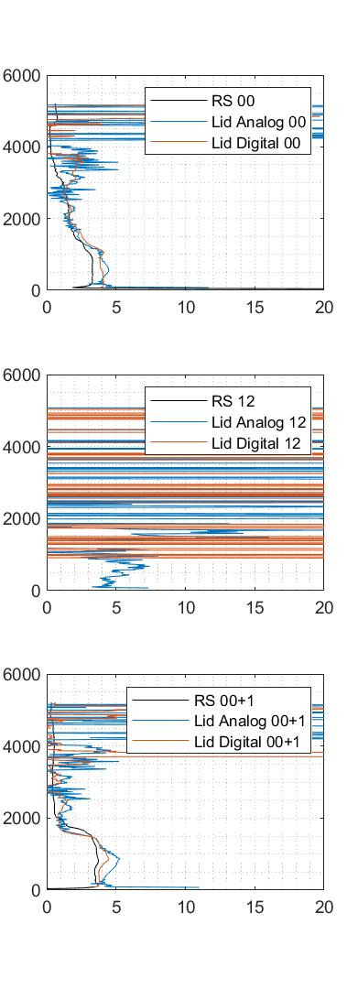 6000
4000
2000
0
RS 00
Lid Analog 00
Lid Digital 00
0 5 10 15 20
6000
4000
2000
0
RS 12
Lid Analog 12
Lid Digital 12
0 5 10 15 20
6000
4000
2000
0
RS 00+1
Lid Analog 00+1
Lid Digital 00+1
0 5 10 15 20